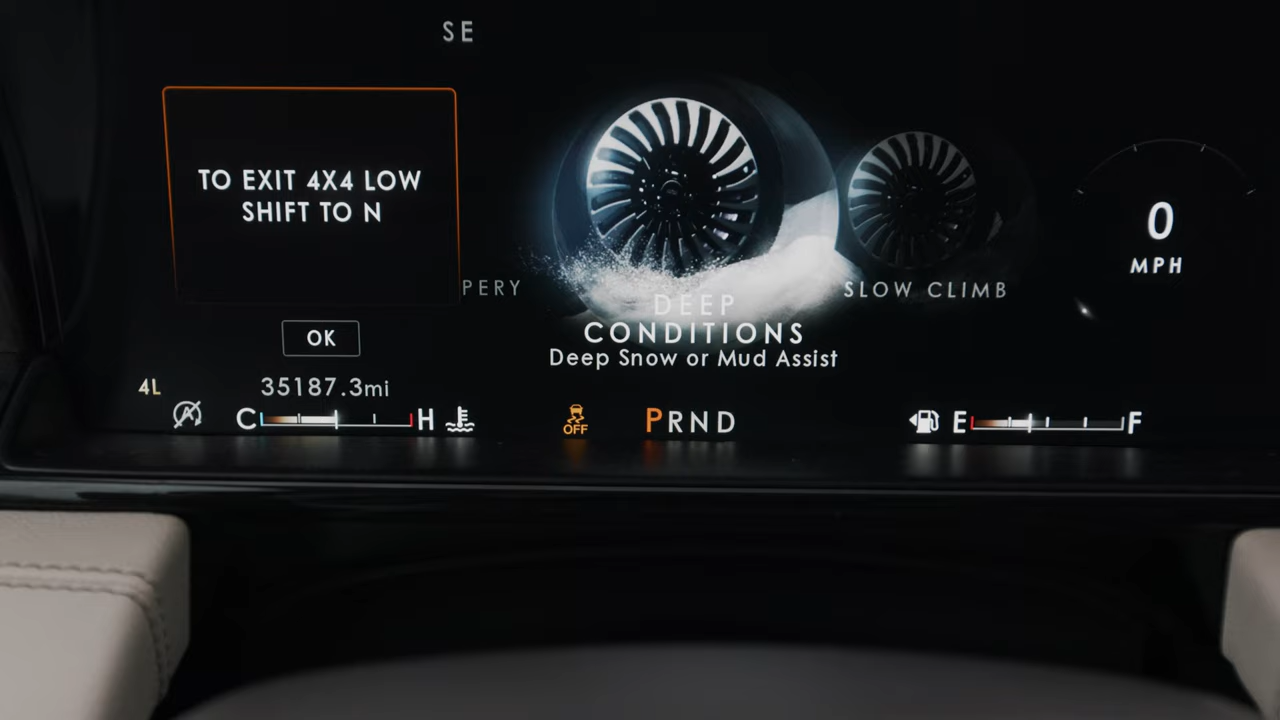 SE
TO EXIT 4X4 LOW
SHIFT TO N
OK
PERY
DEEP
CONDITIONS
Deep Snow or Mud Assist
SLOW CLIMB
0
MPH
4L
35187.3mi
C H
OFF
PRND
E F